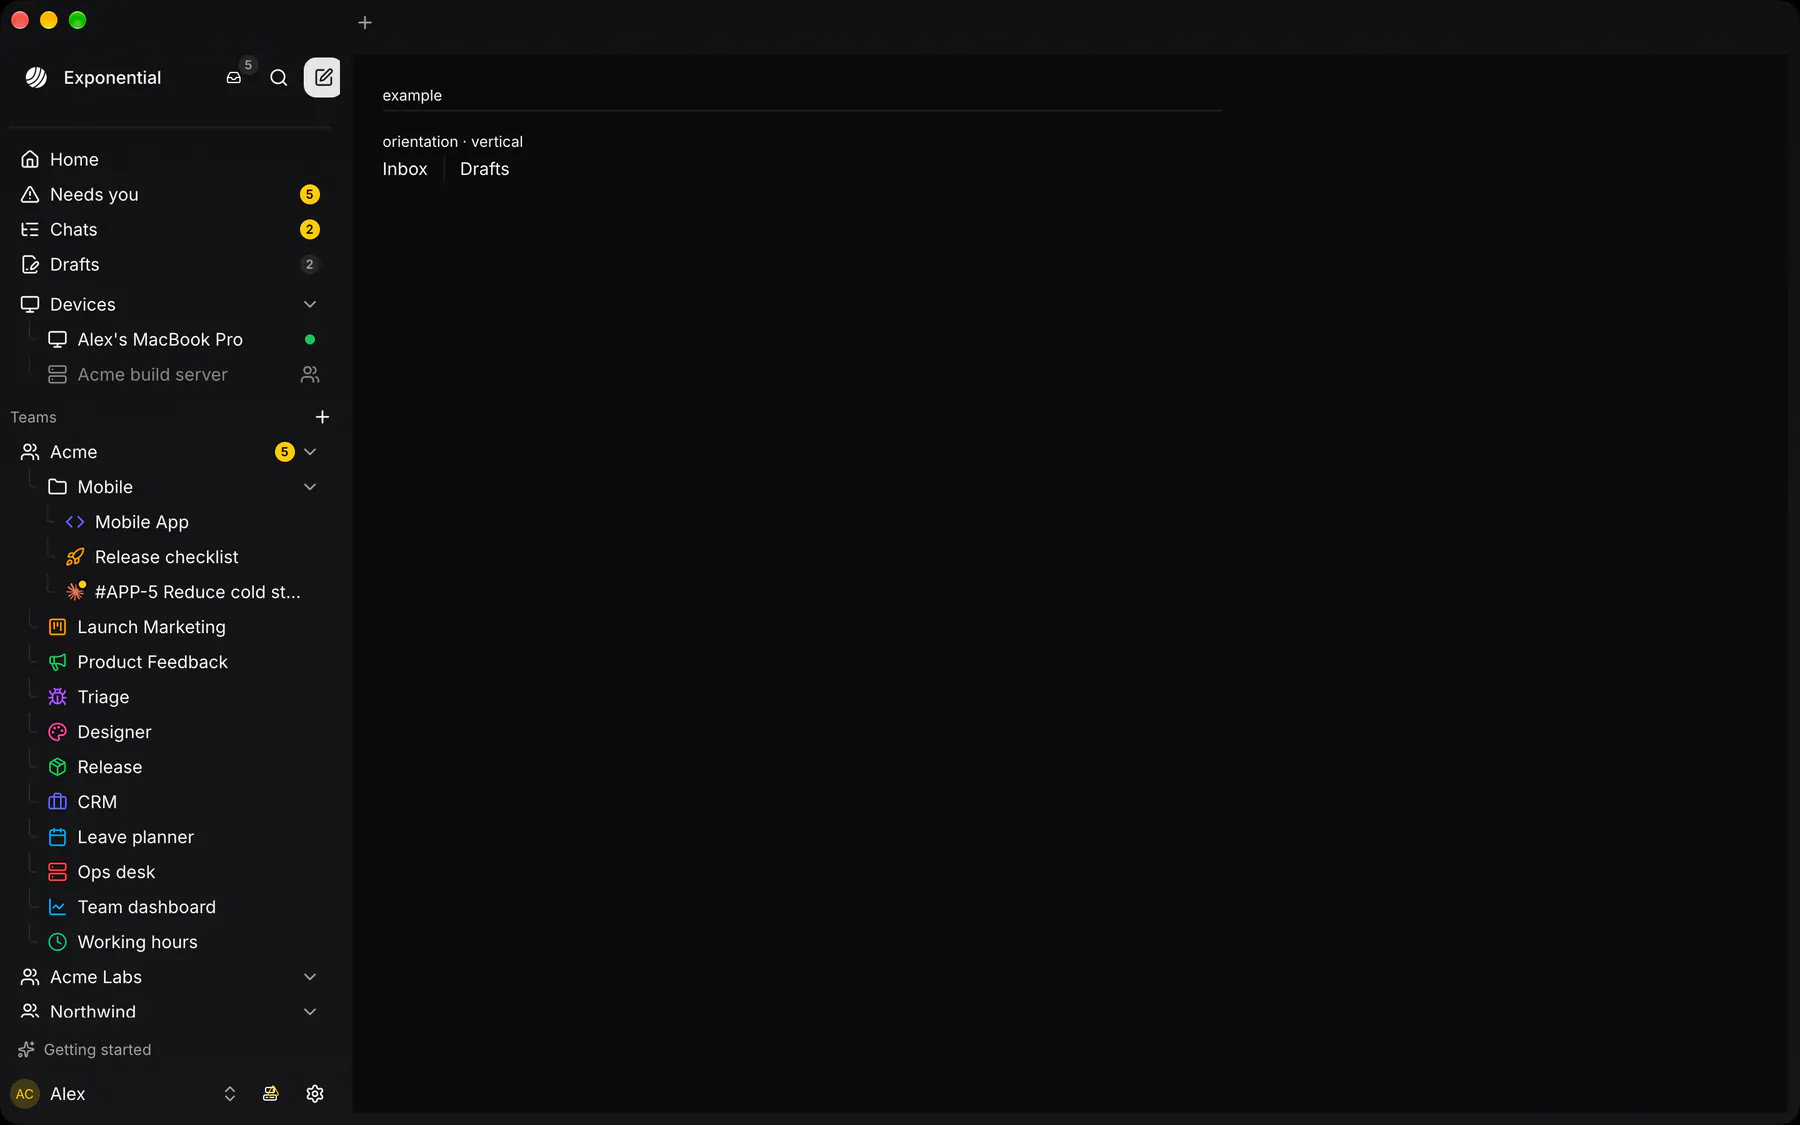 Exponential
5
Home
Needs you
5
Chats
2
Drafts
2
Devices
Alex's MacBook Pro
Acme build server
Teams
Acme
5
Mobile
Mobile App
Release checklist
#APP-5 Reduce cold st...
Launch Marketing
Product Feedback
Triage
Designer
Release
CRM
Leave planner
Ops desk
Team dashboard
Working hours
Acme Labs
Northwind
Getting started
AC
Alex
example
orientation · vertical
Inbox
Drafts